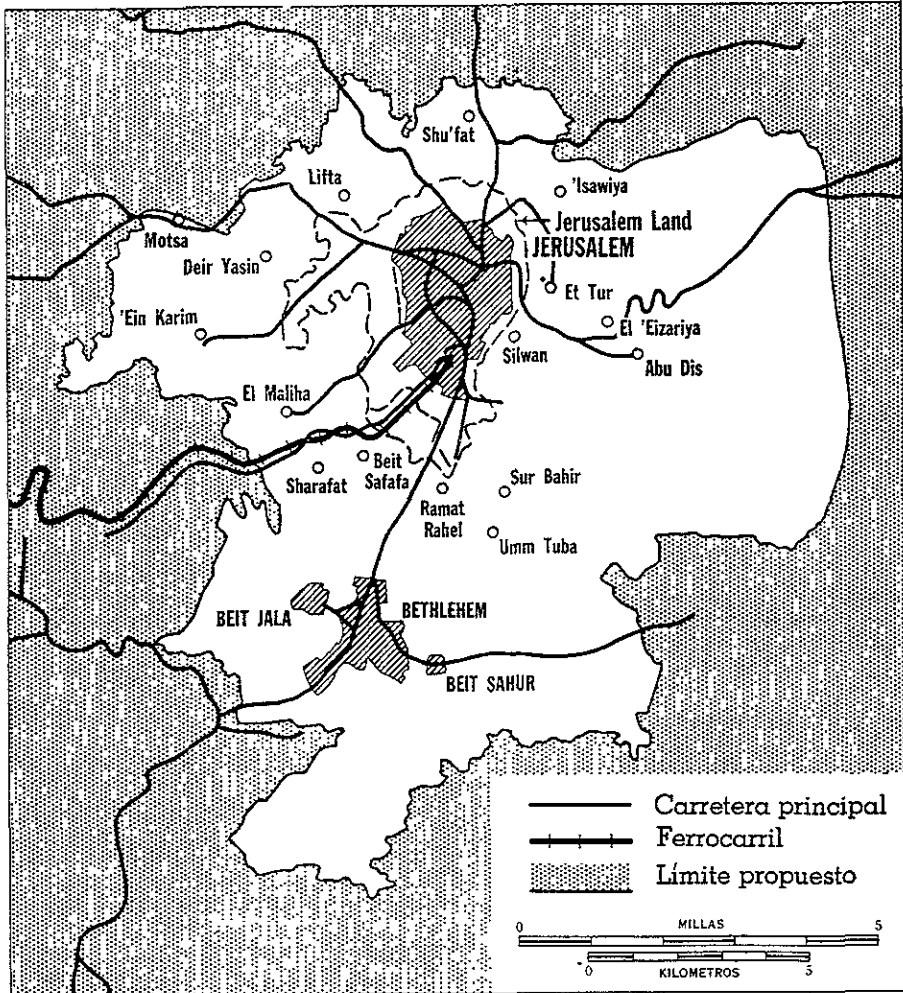 Shu'fat
Lifta
'Isawiya
Jerusalem Land
Motsa
JERUSALEM
Deir Yasin
Et Tur
'Ein Karim
El 'Eizariya
Silwan
Abu Dis
El Maliha
Beit
Safafa
Sharafat
Sur Bahir
Ramat
Rahel
Umm Tuba
BEIT JALA
BETHLEHEM
BEIT SAHUR
Carretera principal
Ferrocarril
Límite propuesto
0 MILLAS 5
0 5
KILOMETROS